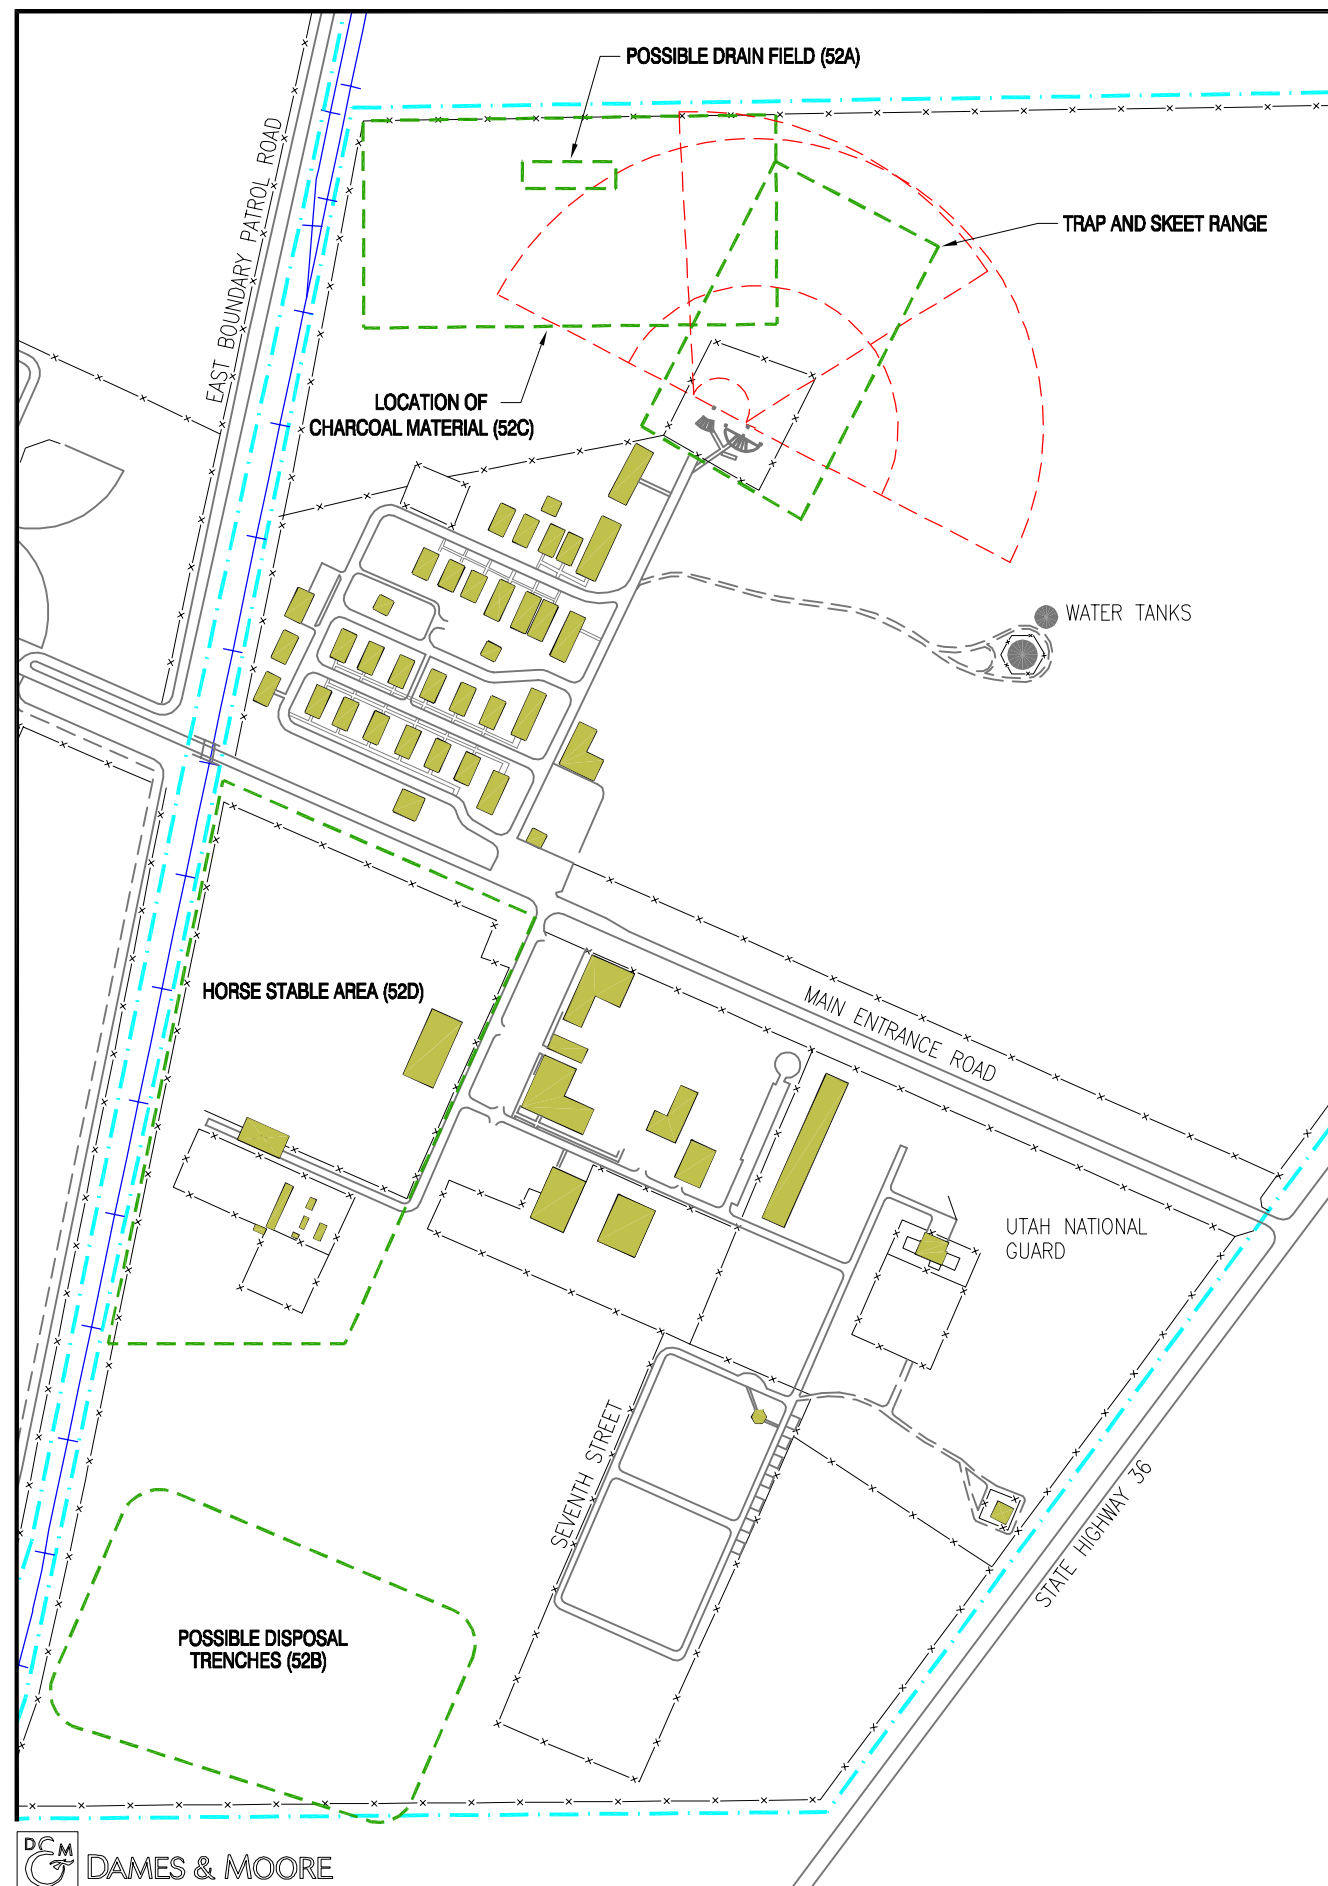 POSSIBLE DRAIN FIELD (52A)
EAST BOUNDARY PATROL ROAD
TRAP AND SKEET RANGE
LOCATION OF
CHARCOAL MATERIAL (52C)
WATER TANKS
HORSE STABLE AREA (52D)
MAIN ENTRANCE ROAD
UTAH NATIONAL
GUARD
SEVENTH STREET
STATE HIGHWAY 36
POSSIBLE DISPOSAL
TRENCHES (52B)
D&M
DAMES & MOORE